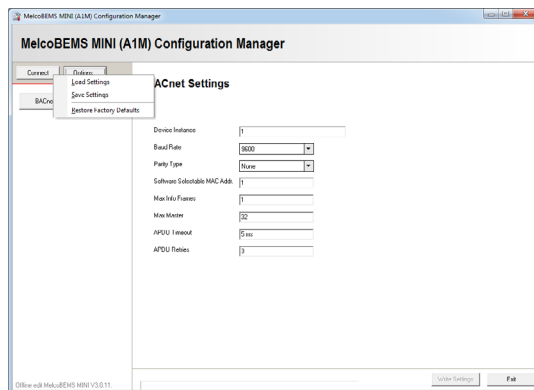 MelcoBEMS MINI (A1M) Configuration Manager
MelcoBEMS MINI (A1M) Configuration Manager
Connect
Options
Load Settings
Save Settings
Restore Factory Defaults
BACne
ACnet Settings
Device Instance 1
Baud Rate 9600
Parity Type None
Software Selectable MAC Addr. 1
Max Info Frames 1
Max Master 32
APDU Timeout 5 ms
APDU Retries 3
Write Settings
Exit
Offline edit MelcoBEMS MINI V3.0.11.